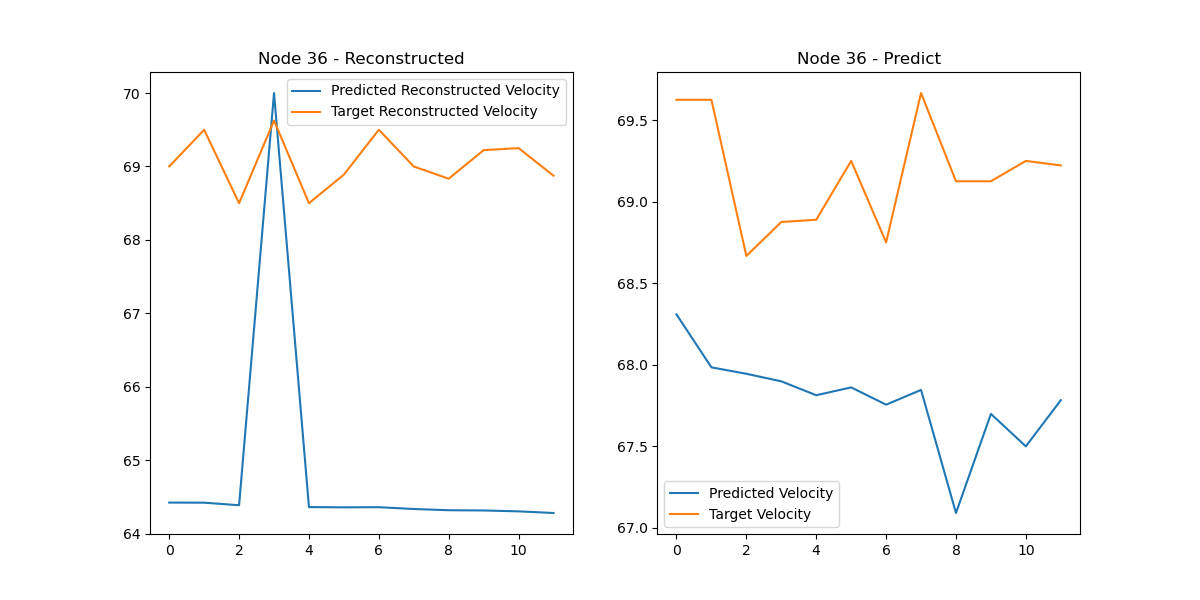 Node 36 - Reconstructed
70
69
68
67
66
65
64
0 2 4 6 8 10
Predicted Reconstructed Velocity
Target Reconstructed Velocity
Node 36 - Predict
69.5
69.0
68.5
68.0
67.5
67.0
0 2 4 6 8 10
Predicted Velocity
Target Velocity